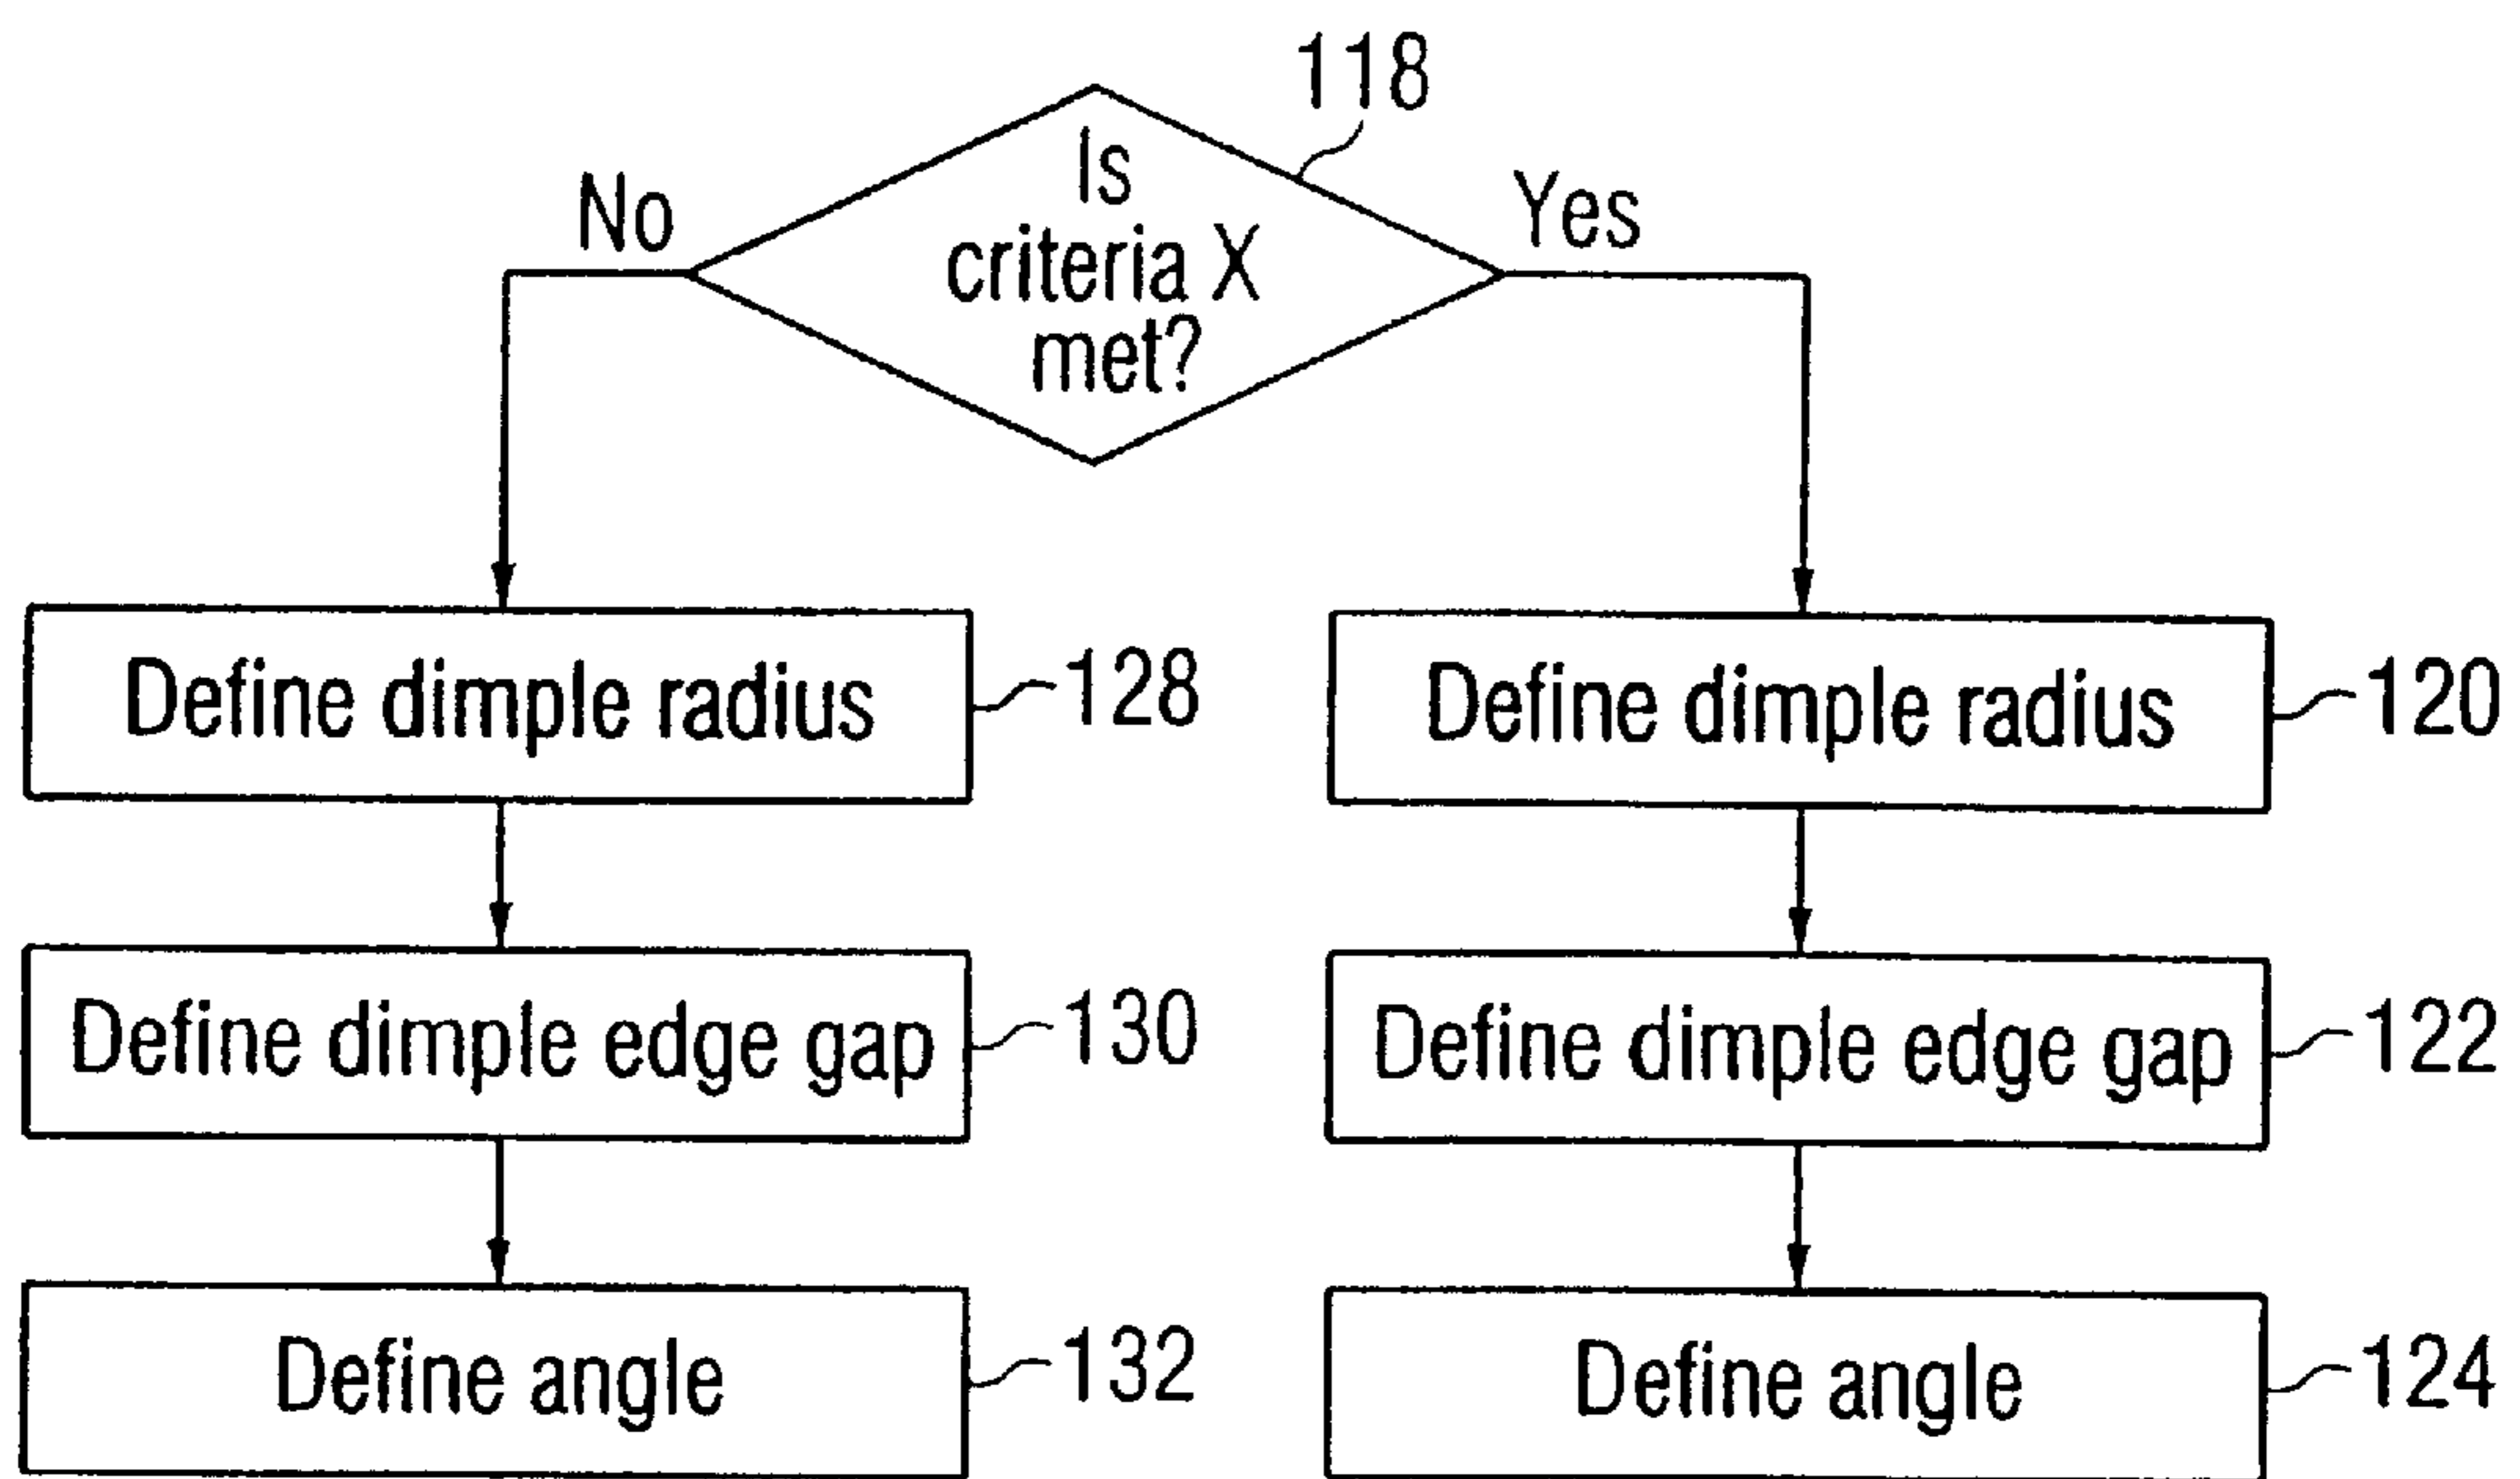 118
Is
criteria X
met?
No
Yes
Define dimple radius
128
Define dimple radius
120
Define dimple edge gap
130
Define dimple edge gap
122
Define angle
132
Define angle
124